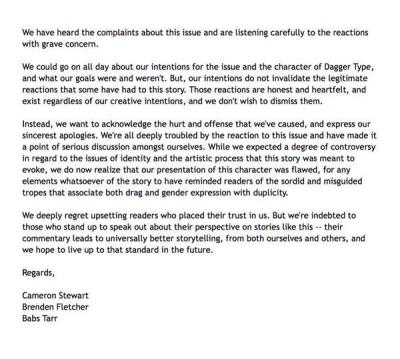 We have heard the complaints about this issue and are listening carefully to the reactions
with grave concern.
We could go on all day about our intentions for the issue and the character of Dagger Type,
and what our goals were and weren't. But, our intentions do not invalidate the legitimate
reactions that some have had to this story. Those reactions are honest and heartfelt, and
exist regardless of our creative intentions, and we don't wish to dismiss them.
Instead, we want to acknowledge the hurt and offense that we've caused, and express our
sincerest apologies. We're all deeply troubled by the reaction to this issue and have made it
a point of serious discussion amongst ourselves. While we expected a degree of controversy
in regard to the issues of identity and the artistic process that this story was meant to
evoke, we do now realize that our presentation of this character was flawed, for any
elements whatsoever of the story to have reminded readers of the sordid and misguided
tropes that associate both drag and gender expression with duplicity.
We deeply regret upsetting readers who placed their trust in us. But we're indebted to
those who stand up to speak out about their perspective on stories like this -- their
commentary leads to universally better storytelling, from both ourselves and others, and
we hope to live up to that standard in the future.
Regards,
Cameron Stewart
Brenden Fletcher
Babs Tarr